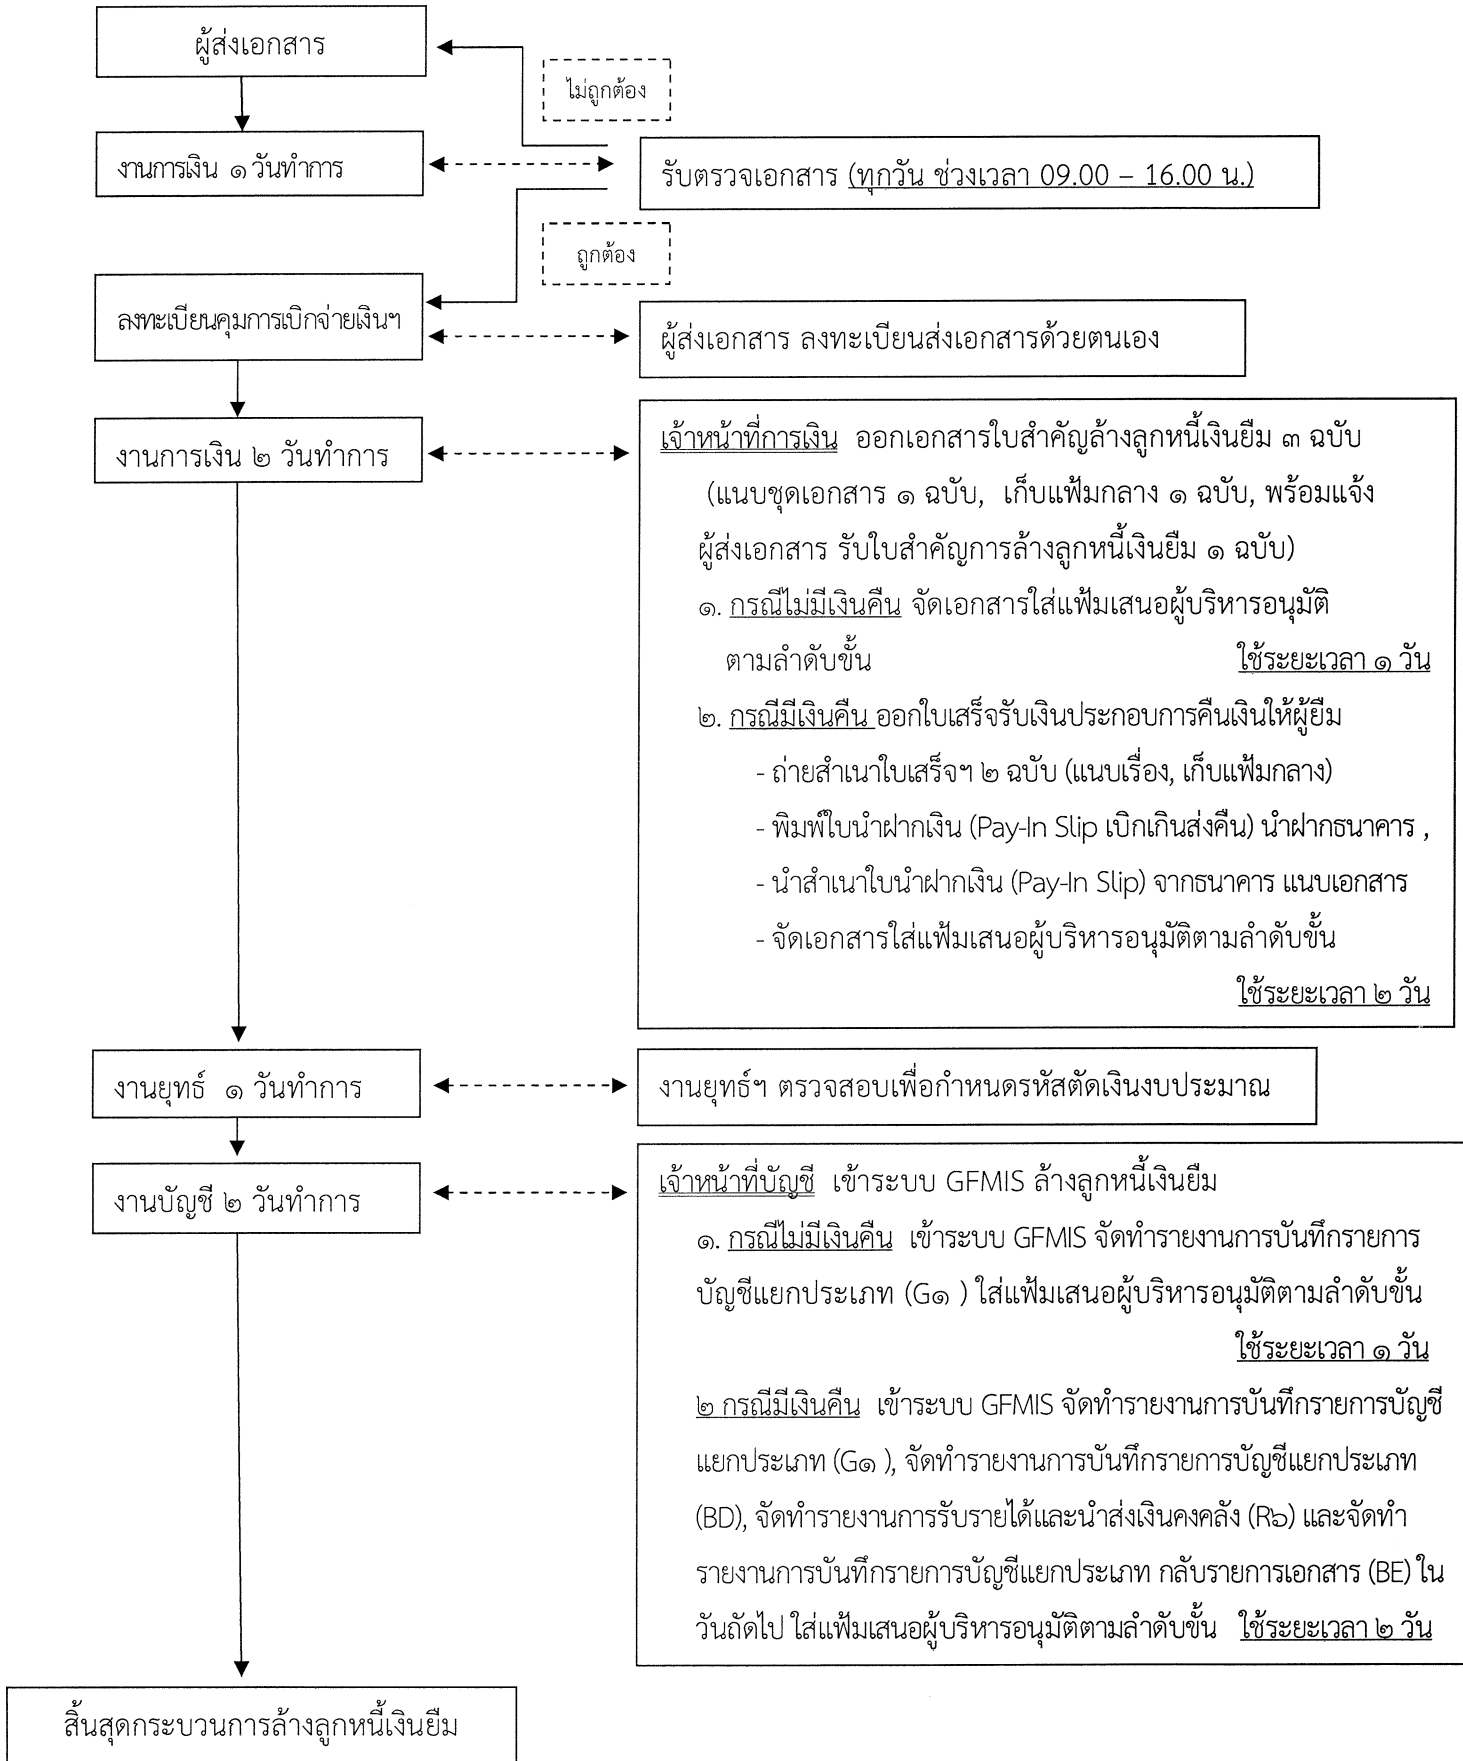 ผู้ส่งเอกสาร
ไม่ถูกต้อง
งานการเงิน ๑ วันทำการ
รับตรวจเอกสาร (ทุกวัน ช่วงเวลา 09.00 – 16.00 น.)
ถูกต้อง
ลงทะเบียนคุมการเบิกจ่ายเงินฯ
ผู้ส่งเอกสาร ลงทะเบียนส่งเอกสารด้วยตนเอง
งานการเงิน ๒ วันทำการ
เจ้าหน้าที่การเงิน ออกเอกสารใบสำคัญล้างลูกหนี้เงินยืม ๓ ฉบับ
(แนบชุดเอกสาร ๑ ฉบับ, เก็บแฟ้มกลาง ๑ ฉบับ, พร้อมแจ้ง
ผู้ส่งเอกสาร รับใบสำคัญการล้างลูกหนี้เงินยืม ๑ ฉบับ)
๑. กรณีไม่มีเงินคืน จัดเอกสารใส่แฟ้มเสนอผู้บริหารอนุมัติ
ตามลำดับขั้น ใช้ระยะเวลา ๑ วัน
๒. กรณีมีเงินคืน ออกใบเสร็จรับเงินประกอบการคืนเงินให้ผู้ยืม
- ถ่ายสำเนาใบเสร็จฯ ๒ ฉบับ (แนบเรื่อง, เก็บแฟ้มกลาง)
- พิมพ์ใบนำฝากเงิน (Pay-In Slip เบิกเกินส่งคืน) นำฝากธนาคาร ,
- นำสำเนาใบนำฝากเงิน (Pay-In Slip) จากธนาคาร แนบเอกสาร
- จัดเอกสารใส่แฟ้มเสนอผู้บริหารอนุมัติตามลำดับขั้น
ใช้ระยะเวลา ๒ วัน
งานยุทธ์ ๑ วันทำการ
งานยุทธ์ฯ ตรวจสอบเพื่อกำหนดรหัสตัดเงินงบประมาณ
งานบัญชี ๒ วันทำการ
เจ้าหน้าที่บัญชี เข้าระบบ GFMIS ล้างลูกหนี้เงินยืม
๑. กรณีไม่มีเงินคืน เข้าระบบ GFMIS จัดทำรายงานการบันทึกรายการ
บัญชีแยกประเภท (G๑ ) ใส่แฟ้มเสนอผู้บริหารอนุมัติตามลำดับขั้น
ใช้ระยะเวลา ๑ วัน
๒ กรณีมีเงินคืน เข้าระบบ GFMIS จัดทำรายงานการบันทึกรายการบัญชี
แยกประเภท (G๑ ), จัดทำรายงานการบันทึกรายการบัญชีแยกประเภท
(BD), จัดทำรายงานการรับรายได้และนำส่งเงินคงคลัง (R๖) และจัดทำ
รายงานการบันทึกรายการบัญชีแยกประเภท กลับรายการเอกสาร (BE) ใน
วันถัดไป ใส่แฟ้มเสนอผู้บริหารอนุมัติตามลำดับขั้น ใช้ระยะเวลา ๒ วัน
สิ้นสุดกระบวนการล้างลูกหนี้เงินยืม